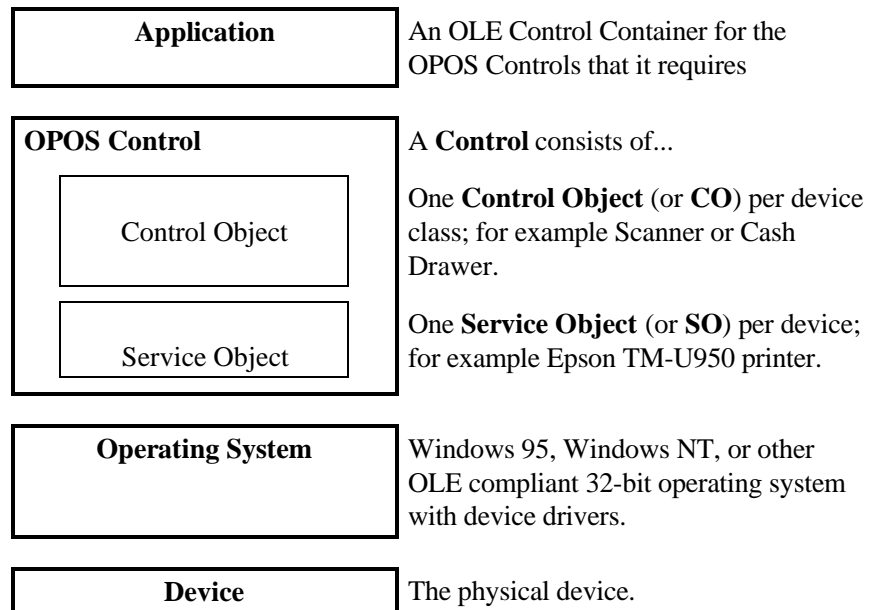 Application
An OLE Control Container for the
OPOS Controls that it requires
OPOS Control
A Control consists of...
Control Object
One Control Object (or CO) per device
class; for example Scanner or Cash
Drawer.
Service Object
One Service Object (or SO) per device;
for example Epson TM-U950 printer.
Operating System
Windows 95, Windows NT, or other
OLE compliant 32-bit operating system
with device drivers.
Device
The physical device.